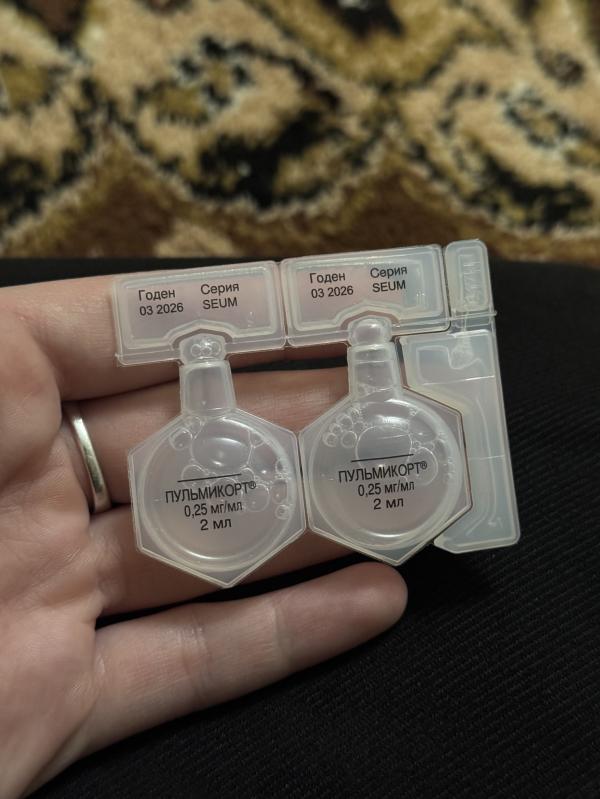 Годен Серия
03 2026 SEUM
Годен Серия
03 2026 SEUM
ПУЛЬМИКОРТ®
0,25 мг/мл
2 мл
ПУЛЬМИКОРТ®
0,25 мг/мл
2 мл